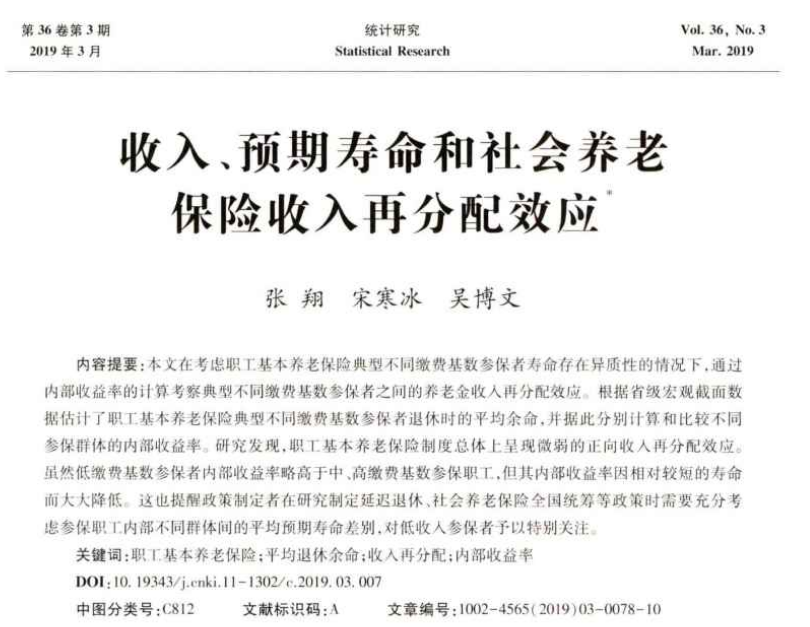 第 36 卷第 3 期
2019 年 3 月
统计研究
Statistical Research
Vol. 36, No. 3
Mar. 2019
收入、预期寿命和社会养老
保险收入再分配效应*
张 翔 宋寒冰 吴博文
内容提要:本文在考虑职工基本养老保险典型不同缴费基数参保者寿命存在异质性的情况下,通过
内部收益率的计算考察典型不同缴费基数参保者之间的养老金收入再分配效应。根据省级宏观截面数
据估计了职工基本养老保险典型不同缴费基数参保者退休时的平均余命,并据此分别计算和比较不同
参保群体的内部收益率。研究发现,职工基本养老保险制度总体上呈现微弱的正向收入再分配效应。
虽然低缴费基数参保者内部收益率略高于中、高缴费基数参保职工,但其内部收益率因相对较短的寿命
而大大降低。这也提醒政策制定者在研究制定延迟退休、社会养老保险全国统筹等政策时需要充分考
虑参保职工内部不同群体间的平均预期寿命差别,对低收入参保者予以特别关注。
关键词:职工基本养老保险;平均退休余命;收入再分配;内部收益率
DOI:10.19343/j.cnki.11-1302/c.2019.03.007
中图分类号:C812 文献标识码:A 文章编号:1002-4565(2019)03-0078-10